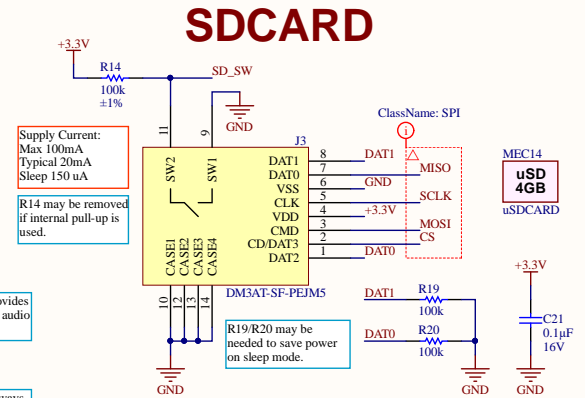 SDCARD
+3.3V
R14
100k
±1%
SD_SW
11
9
GND
Supply Current:
Max 100mA
Typical 20mA
Sleep 150 uA
R14 may be removed
if internal pull-up is
used.
J3
SW2
SW1
DAT1 8 DAT1
DAT0 7 MISO
VSS 6 GND
CLK 5 SCLK
VDD 4 +3.3V
CMD 3 MOSI
CD/DAT3 2 CS
DAT2 1 DAT0
CASE1
CASE2
CASE3
CASE4
10
12
13
14
DM3AT-SF-PEJM5
GND
ClassName: SPI
i
MEC14
uSD
4GB
uSDCARD
R19/R20 may be
needed to save power
on sleep mode.
DAT1 R19
100k
DAT0 R20
100k
GND
+3.3V
C21
0.1µF
16V
GND
audio